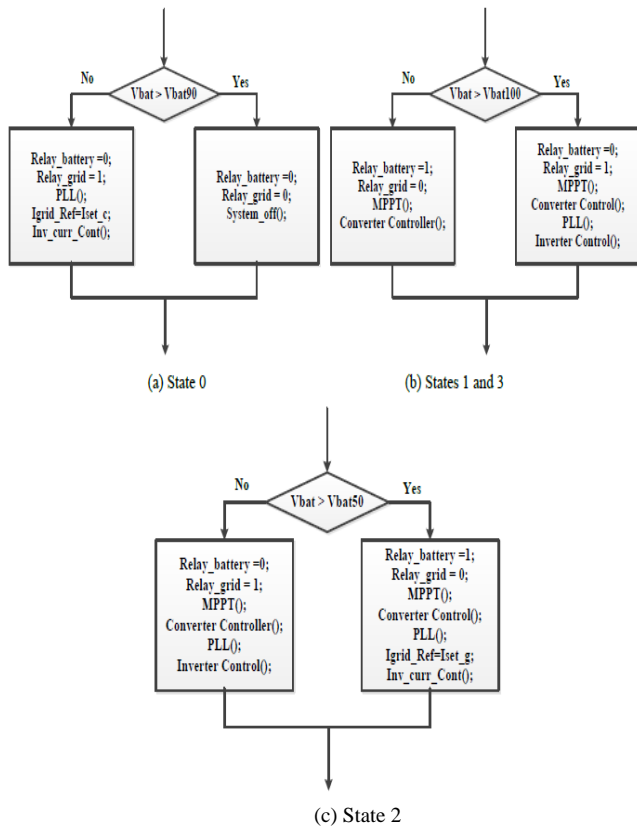 No
Vbat > Vbat90
Yes
Relay_battery =0;
Relay_grid = 1;
PLL();
Igrid_Ref=Iset_c;
Inv_curr_Cont();
Relay_battery =0;
Relay_grid = 0;
System_off();
(a) State 0
No
Vbat > Vbat100
Yes
Relay_battery =1;
Relay_grid = 0;
MPPT();
Converter Controller();
Relay_battery =0;
Relay_grid = 1;
MPPT();
Converter Control();
PLL();
Inverter Control();
(b) States 1 and 3
No
Vbat > Vbat50
Yes
Relay_battery =0;
Relay_grid = 1;
MPPT();
Converter Controller();
PLL();
Inverter Control();
Relay_battery =1;
Relay_grid = 0;
MPPT();
Converter Control();
PLL();
Igrid_Ref=Iset_g;
Inv_curr_Cont();
(c) State 2